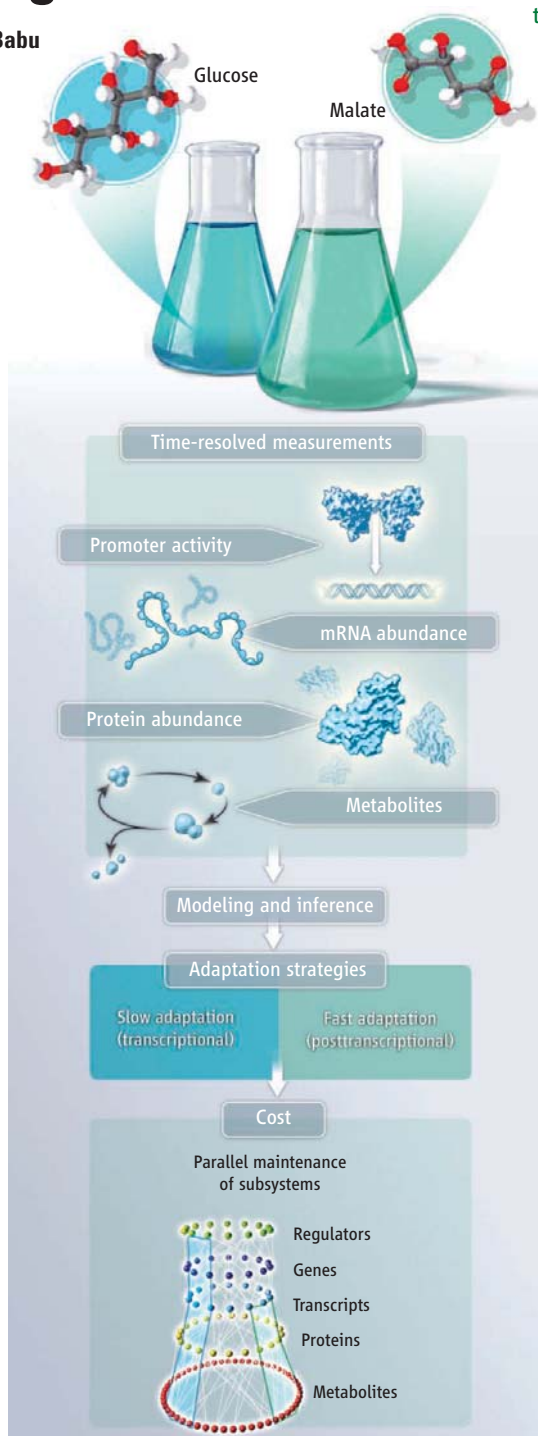 Babu
t
Glucose
Malate
Time-resolved measurements
Promoter activity
mRNA abundance
Protein abundance
Metabolites
Modeling and inference
Adaptation strategies
Slow adaptation
(transcriptional)
Fast adaptation
(posttranscriptional)
Cost
Parallel maintenance
of subsystems
Regulators
Genes
Transcripts
Proteins
Metabolites